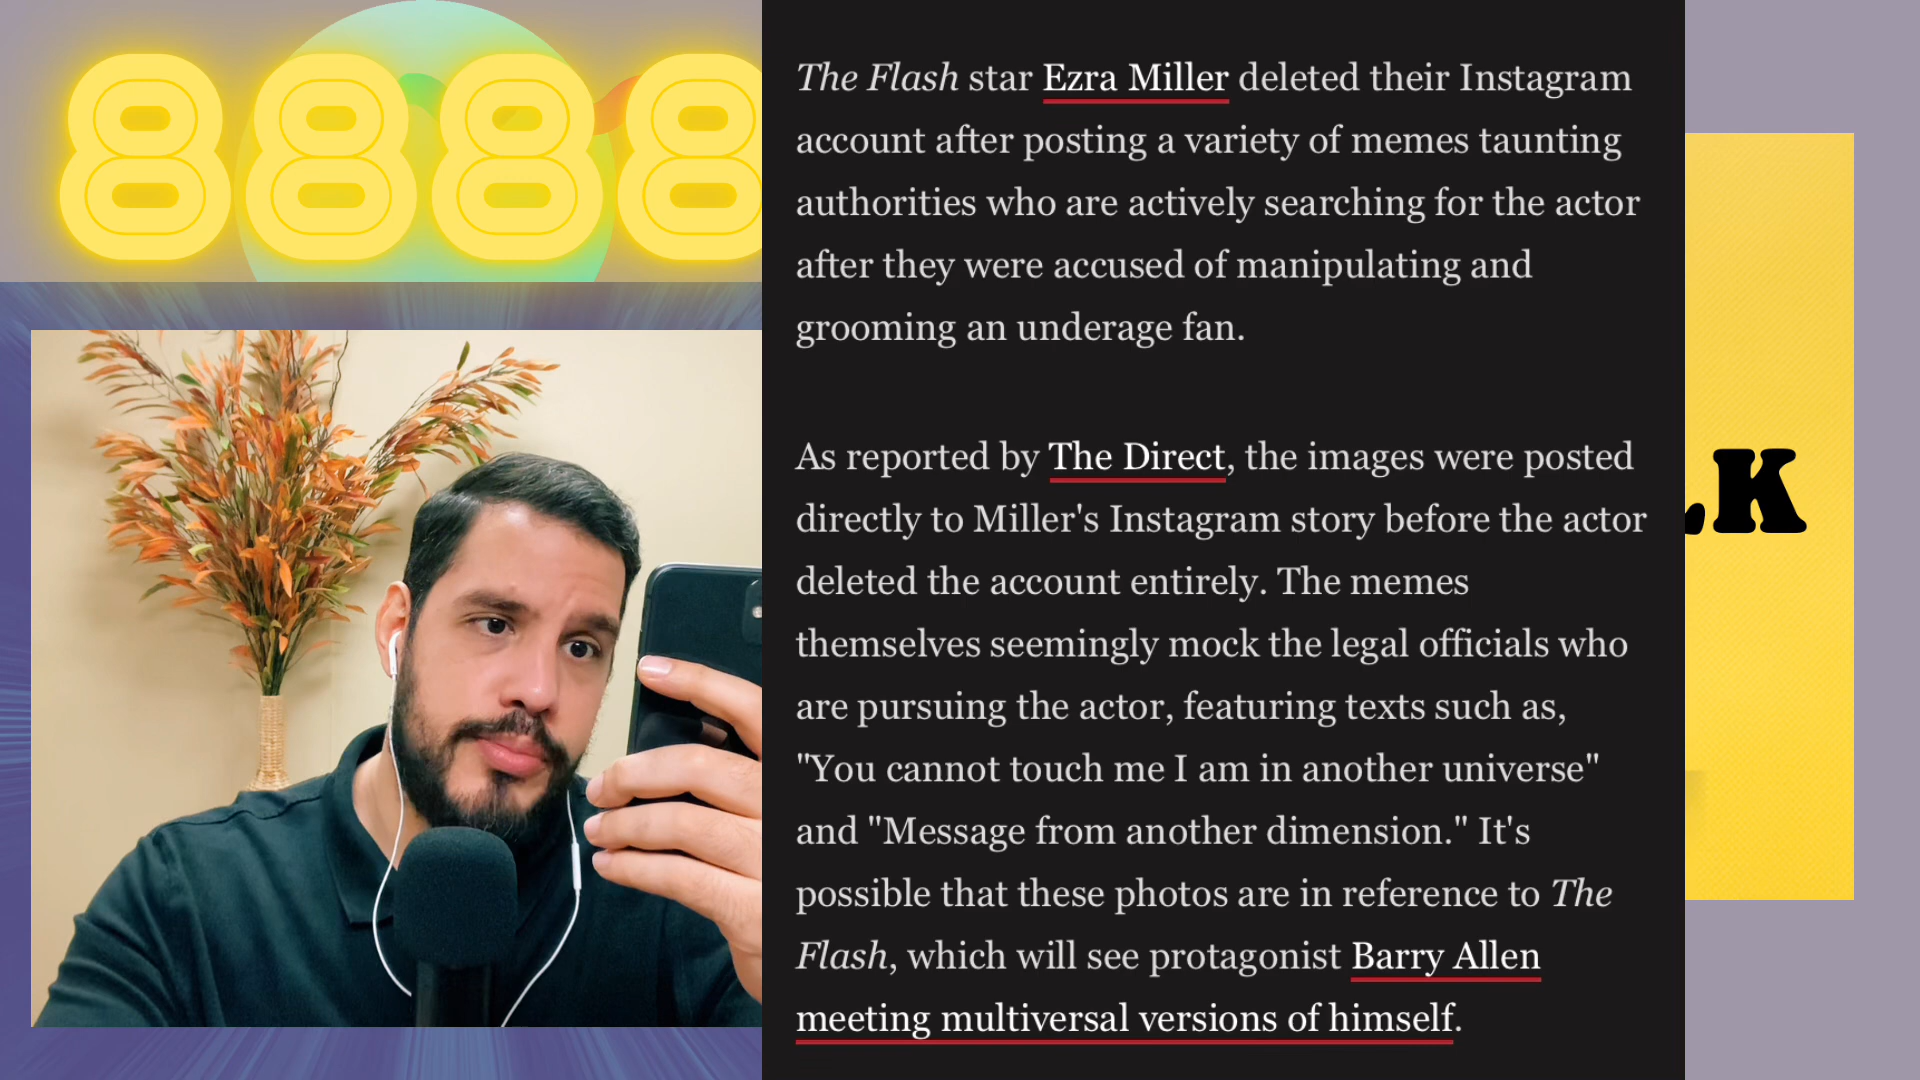 8888
The Flash star Ezra Miller deleted their Instagram
account after posting a variety of memes taunting
authorities who are actively searching for the actor
after they were accused of manipulating and
grooming an underage fan.
As reported by The Direct, the images were posted
directly to Miller's Instagram story before the actor
deleted the account entirely. The memes
themselves seemingly mock the legal officials who
are pursuing the actor, featuring texts such as,
"You cannot touch me I am in another universe"
and "Message from another dimension." It's
possible that these photos are in reference to The
Flash, which will see protagonist Barry Allen
meeting multiversal versions of himself.
K